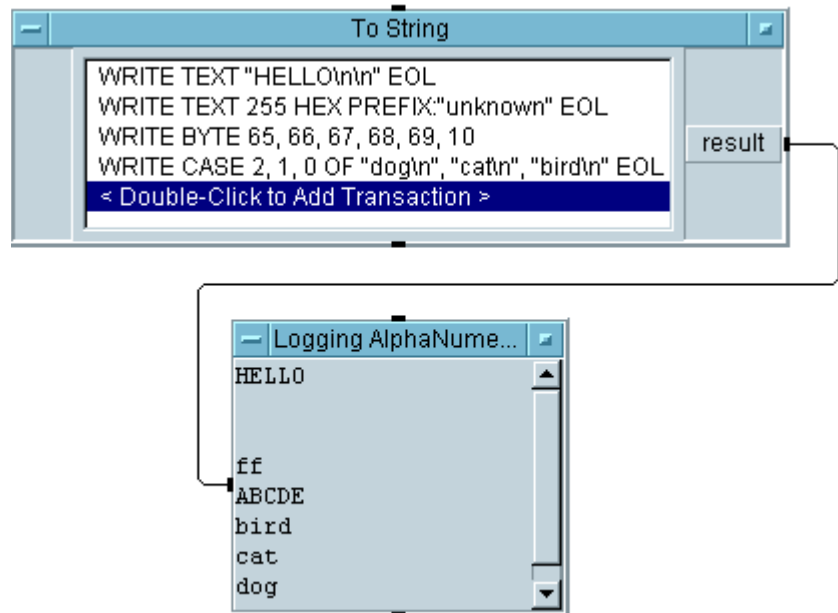 To String
WRITE TEXT "HELLO\n\n" EOL
WRITE TEXT 255 HEX PREFIX:"unknown" EOL
WRITE BYTE 65, 66, 67, 68, 69, 10
WRITE CASE 2, 1, 0 OF "dog\n", "cat\n", "bird\n" EOL
< Double-Click to Add Transaction >
result
Logging AlphaNume...
HELLO
ff
ABCDE
bird
cat
dog